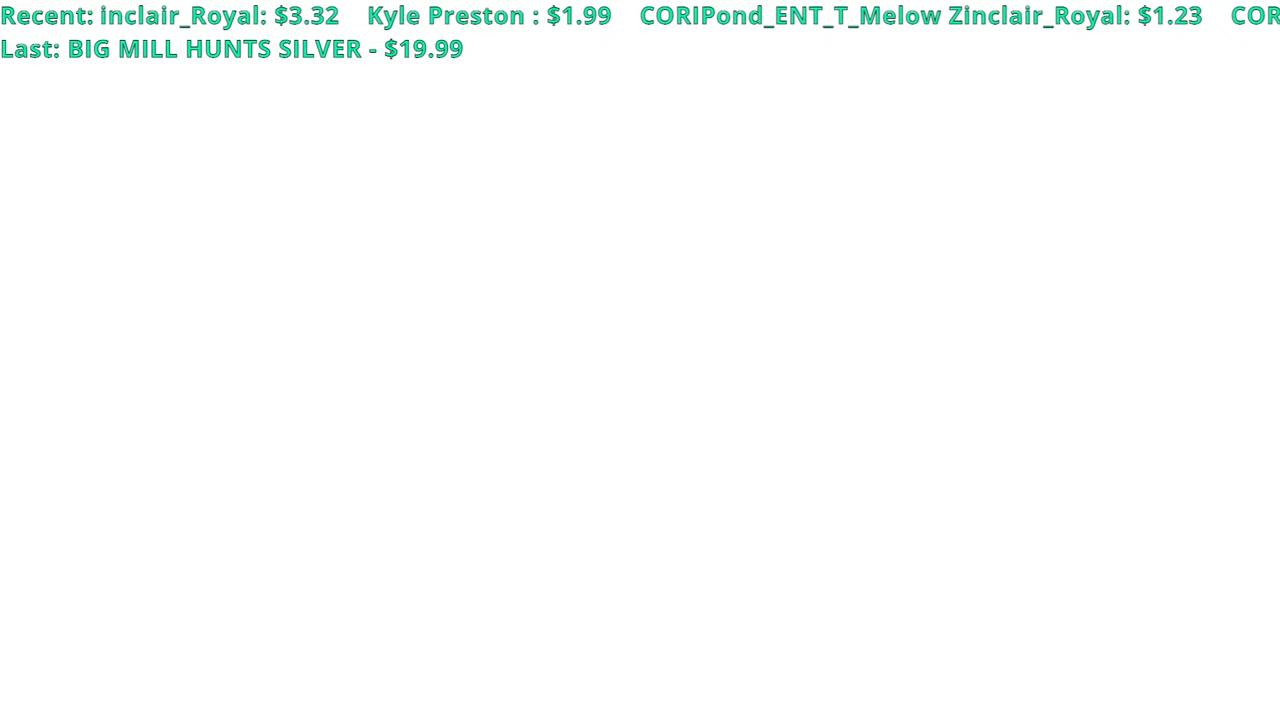 Recent: inclair_Royal: $3.32 Kyle Preston : $1.99 CORIPond_ENT_T_Melow Zinclair_Royal: $1.23 COR
Last: BIG MILL HUNTS SILVER - $19.99